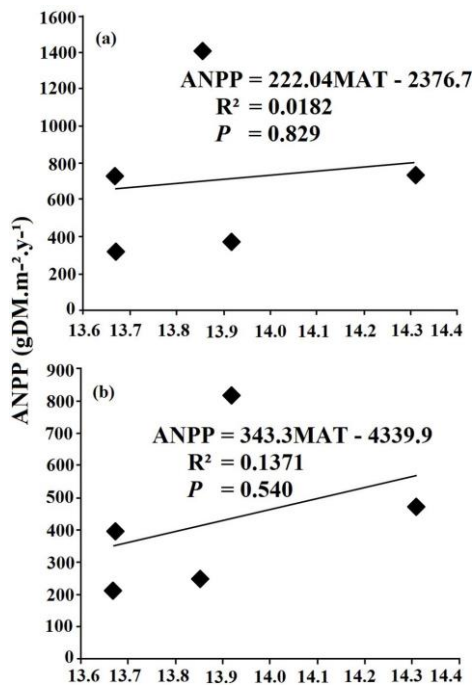 ANPP (gDM.m-².y-¹)
1600
1400
1200
1000
800
600
400
200
0
(a)
ANPP = 222.04MAT - 2376.7
R² = 0.0182
P = 0.829
13.6 13.7 13.8 13.9 14.0 14.1 14.2 14.3 14.4
900
800
700
600
500
400
300
200
100
0
(b)
ANPP = 343.3MAT - 4339.9
R² = 0.1371
P = 0.540
13.6 13.7 13.8 13.9 14.0 14.1 14.2 14.3 14.4